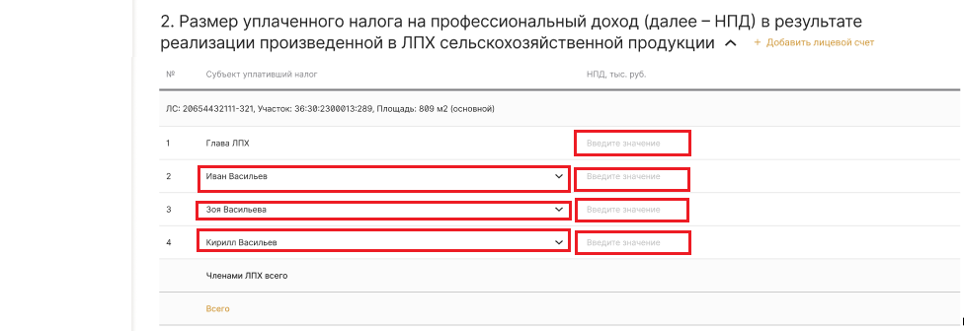 2. Размер уплаченного налога на профессиональный доход (далее – НПД) в результате
реализации произведенной в ЛПХ сельскохозяйственной продукции + Добавить лицевой счет
№ Субъект уплативший налог НПД, тыс. руб.
ЛС: 20654432111-321, Участок: 36:30:2300013:289, Площадь: 809 м2 (основной)
1 Глава ЛПХ Введите значение
2 Иван Васильев Введите значение
3 Зоя Васильева Введите значение
4 Кирилл Васильев Введите значение
Членами ЛПХ всего
Всего